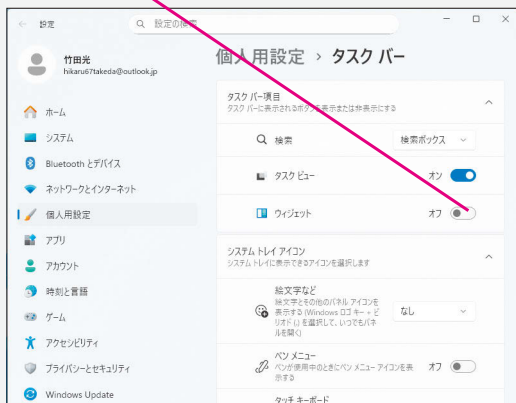 設定
設定の検索
竹田光
hikaru67takeda@outlook.jp
ホーム
システム
Bluetooth とデバイス
ネットワークとインターネット
個人用設定
アプリ
アカウント
時刻と言語
ゲーム
アクセシビリティ
プライバシーとセキュリティ
Windows Update
個人用設定 > タスク バー
タスク バー項目
タスク バーに表示されるボタンを表示または非表示にする
検索
検索ボックス
タスク ビュー
オン
ウィジェット
オフ
システム トレイ アイコン
システム トレイに表示できるアイコンを選択します
絵文字など
絵文字とその他のパネル アイコンを
表示する (Windows ロゴ キー + ピ
リオド (.) を選択して、いつでもパネ
ルを開く)
なし
ペン メニュー
ペンが使用中のときにペン メニュー アイコンを表
示する
オフ
タッチ キーボード